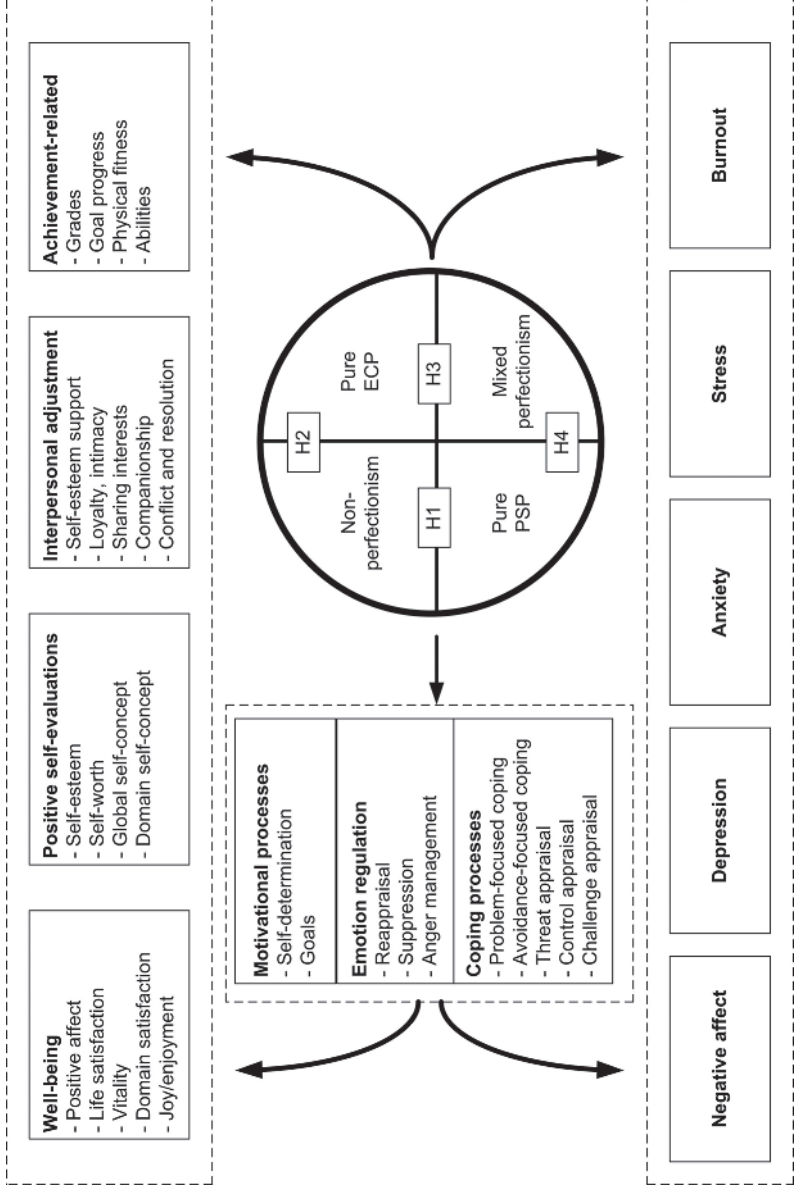 Well-being
- Positive affect
- Life satisfaction
- Vitality
- Domain satisfaction
- Joy/enjoyment
Positive self-evaluations
- Self-esteem
- Self-worth
- Global self-concept
- Domain self-concept
Interpersonal adjustment
- Self-esteem support
- Loyalty, intimacy
- Sharing interests
- Companionship
- Conflict and resolution
Achievement-related
- Grades
- Goal progress
- Physical fitness
- Abilities
Motivational processes
- Self-determination
- Goals
Emotion regulation
- Reappraisal
- Suppression
- Anger management
Coping processes
- Problem-focused coping
- Avoidance-focused coping
- Threat appraisal
- Control appraisal
- Challenge appraisal
Non-
perfectionism
H2
Pure
ECP
H1
H3
Pure
PSP
H4
Mixed
perfectionism
Negative affect
Depression
Anxiety
Stress
Burnout